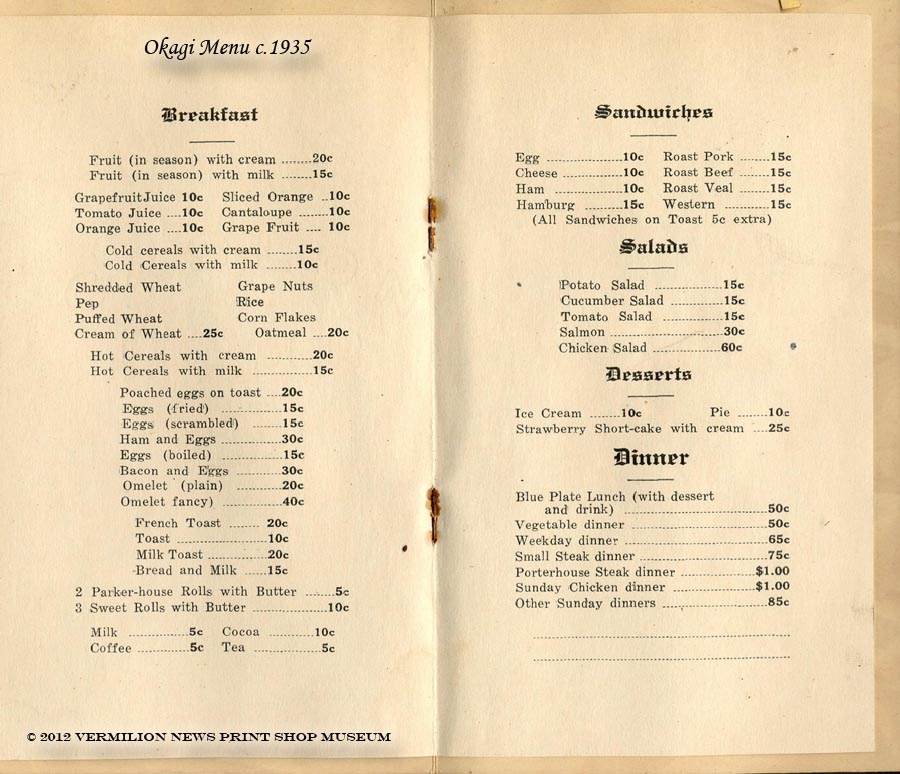 Okagi Menu c.1935
Breakfast
Fruit (in season) with cream ........20c
Fruit (in season) with milk .......15c
GrapefruitJuice 10c Sliced Orange ..10c
Tomato Juice ....10c Cantaloupe ........10c
Orange Juice ....10c Grape Fruit .... 10c
Cold cereals with cream ........15c
Cold Cereals with milk ........10c
Shredded Wheat Grape Nuts
Pep Rice
Puffed Wheat Corn Flakes
Cream of Wheat ....25c Oatmeal ....20c
Hot Cereals with cream ............20c
Hot Cereals with milk .............15c
Poached eggs on toast ....20c
Eggs (fried) ................15c
Eggs (scrambled) ......15c
Ham and Eggs ...............30c
Eggs (boiled) ..............15c
Bacon and Eggs ...........30c
Omelet (plain) ............20c
Omelet fancy) ..............40c
French Toast ........ 20c
Toast ......................10c
Milk Toast ...............20c
Bread and Milk .....15c
2 Parker-house Rolls with Butter ........5c
3 Sweet Rolls with Butter ...................10c
Milk ...............5c Cocoa ............10c
Coffee .............5c Tea ..................5c
© 2012 VERMILION NEWS PRINT SHOP MUSEUM
Sandwiches
Egg ....................10c Roast Pork ........15c
Cheese ................10c Roast Beef ........15c
Ham ....................10c Roast Veal ........15c
Hamburg ...........15c Western ............15c
(All Sandwiches on Toast 5c extra)
Salads
Potato Salad ..................15c
Cucumber Salad ...............15c
Tomato Salad ................15c
Salmon ..............................30c
Chicken Salad ..................60c
Desserts
Ice Cream ........10c Pie ........10c
Strawberry Short-cake with cream .....25c
Dinner
Blue Plate Lunch (with dessert
and drink) .....................................50c
Vegetable dinner ....................................50c
Weekday dinner ......................................65c
Small Steak dinner ..................................75c
Porterhouse Steak dinner ...................$1.00
Sunday Chicken dinner .......................$1.00
Other Sunday dinners ............................85c